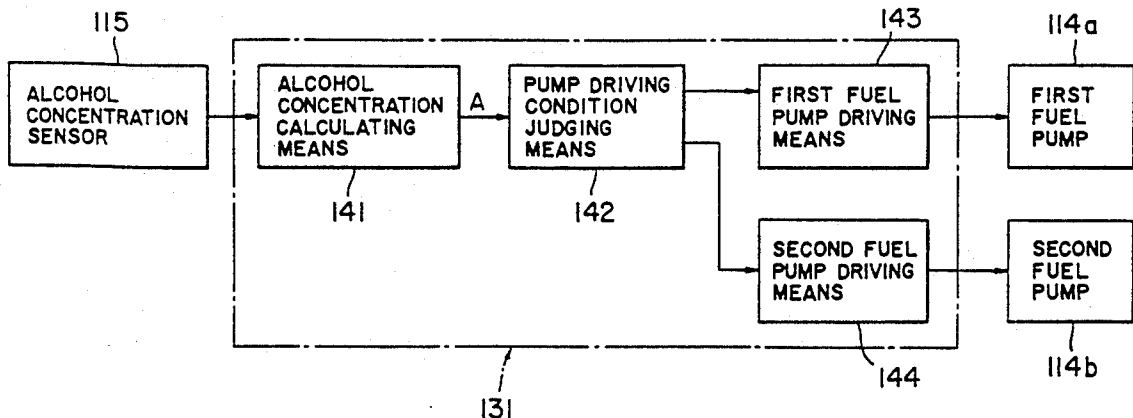 115
ALCOHOL
CONCENTRATION
SENSOR
ALCOHOL
CONCENTRATION
CALCULATING
MEANS
141
A
PUMP DRIVING
CONDITION
JUDGING
MEANS
142
143
FIRST FUEL
PUMP DRIVING
MEANS
114a
FIRST
FUEL
PUMP
SECOND FUEL
PUMP DRIVING
MEANS
144
SECOND
FUEL
PUMP
114b
131